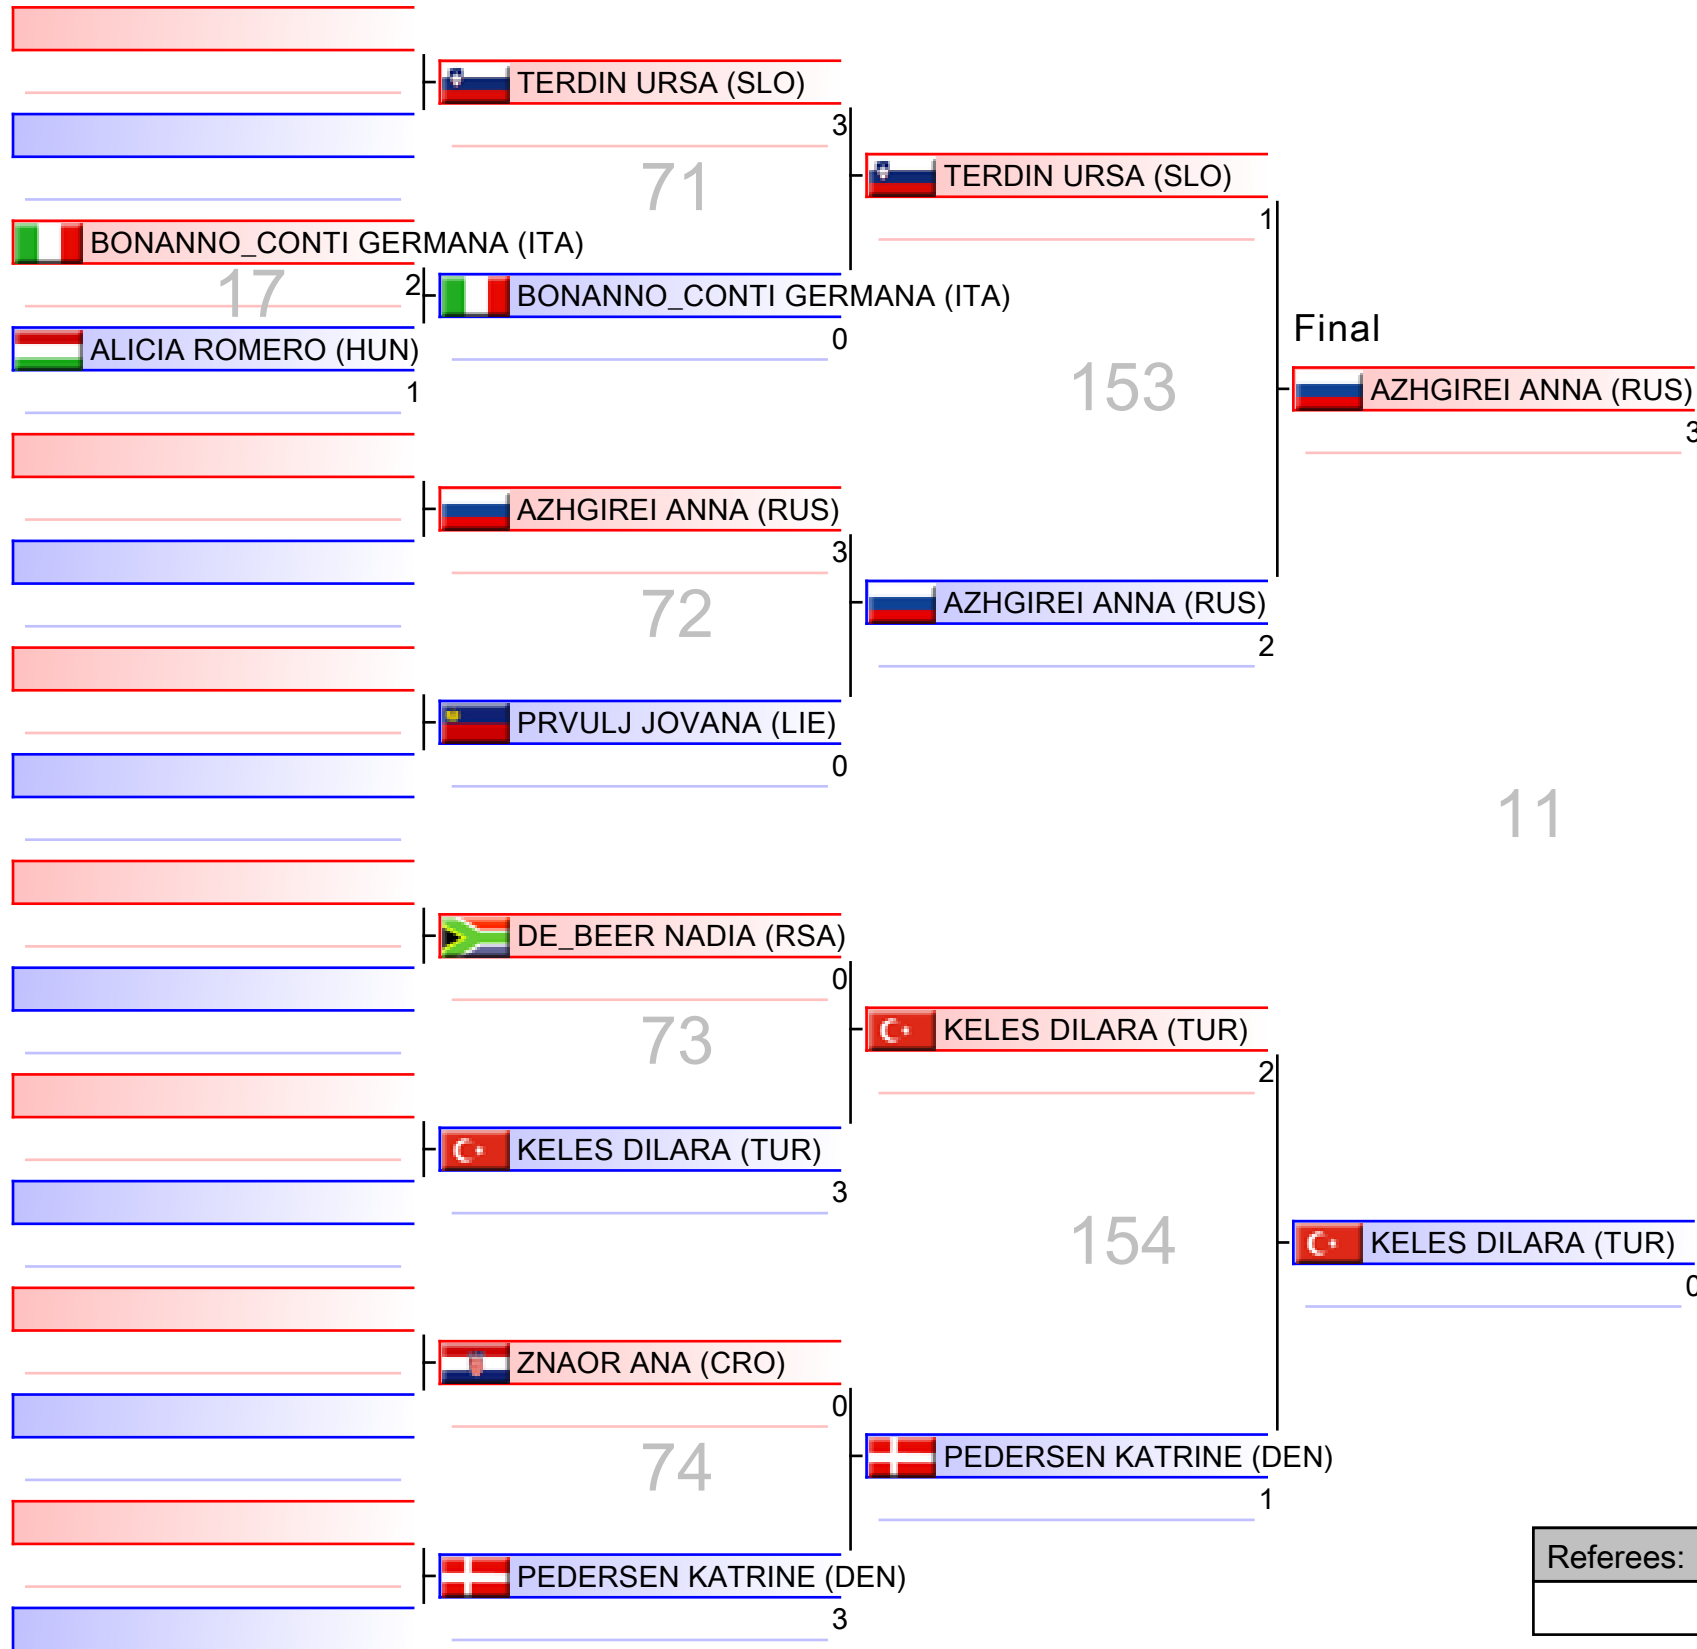 TERDIN URSA (SLO)
3
71
TERDIN URSA (SLO)
1
BONANNO_CONTI GERMANA (ITA)
17
2
BONANNO_CONTI GERMANA (ITA)
0
ALICIA ROMERO (HUN)
1
153
Final
AZHGIREI ANNA (RUS)
3
AZHGIREI ANNA (RUS)
3
72
AZHGIREI ANNA (RUS)
2
PRVULJ JOVANA (LIE)
0
11
DE_BEER NADIA (RSA)
0
73
KELES DILARA (TUR)
2
KELES DILARA (TUR)
3
154
KELES DILARA (TUR)
0
ZNAOR ANA (CRO)
0
74
PEDERSEN KATRINE (DEN)
1
PEDERSEN KATRINE (DEN)
3
Referees: